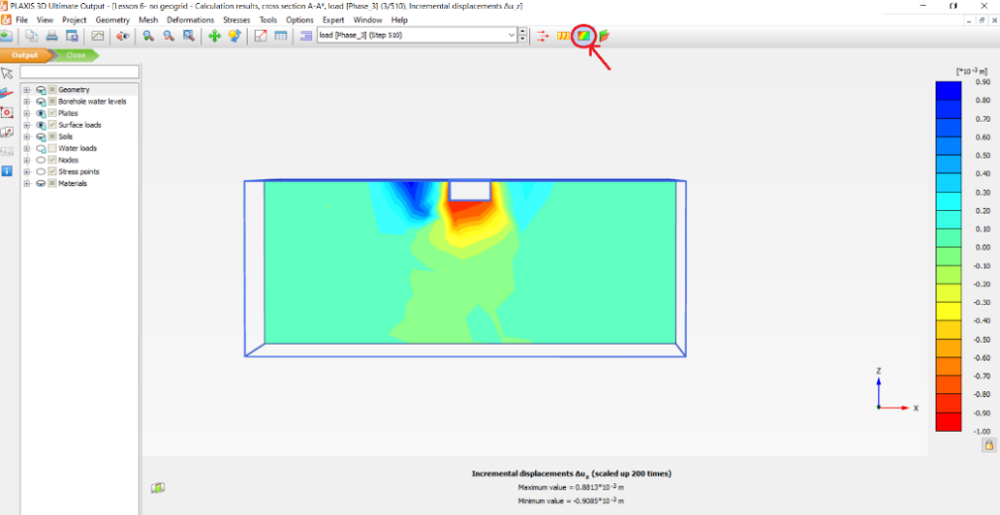 PLAXIS 3D Ultimate Output - [Lesson 6- no geogrid - Calculation results, cross section A-A*, load [Phase_3] (3/510), Incremental displacements Δu_z]
File View Project Geometry Mesh Deformations Stresses Tools Options Expert Window Help
load [Phase_3] (Step 510)
Output Close
Geometry
Borehole water levels
Plates
Surface loads
Soils
Water loads
Nodes
Stress points
Materials
[*10⁻³ m]
0.90
0.80
0.70
0.60
0.50
0.40
0.30
0.20
0.10
0.00
-0.10
-0.20
-0.30
-0.40
-0.50
-0.60
-0.70
-0.80
-0.90
-1.00
Z
X
Incremental displacements Δu_z (scaled up 200 times)
Maximum value = 0.8813*10⁻³ m
Minimum value = -0.9085*10⁻³ m